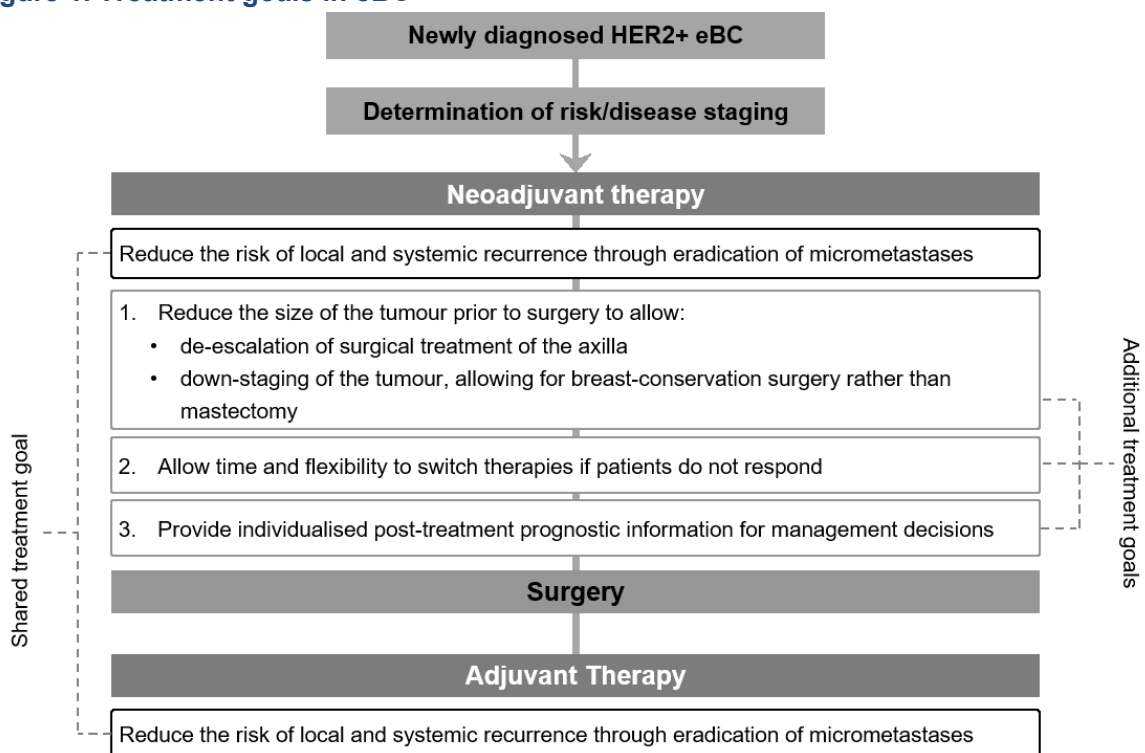 Treatment goals in eBC
Newly diagnosed HER2+ eBC
Determination of risk/disease staging
Neoadjuvant therapy
Reduce the risk of local and systemic recurrence through eradication of micrometastases
1. Reduce the size of the tumour prior to surgery to allow:
• de-escalation of surgical treatment of the axilla
• down-staging of the tumour, allowing for breast-conservation surgery rather than
mastectomy
2. Allow time and flexibility to switch therapies if patients do not respond
3. Provide individualised post-treatment prognostic information for management decisions
Shared treatment goal
Additional treatment goals
Surgery
Adjuvant Therapy
Reduce the risk of local and systemic recurrence through eradication of micrometastases